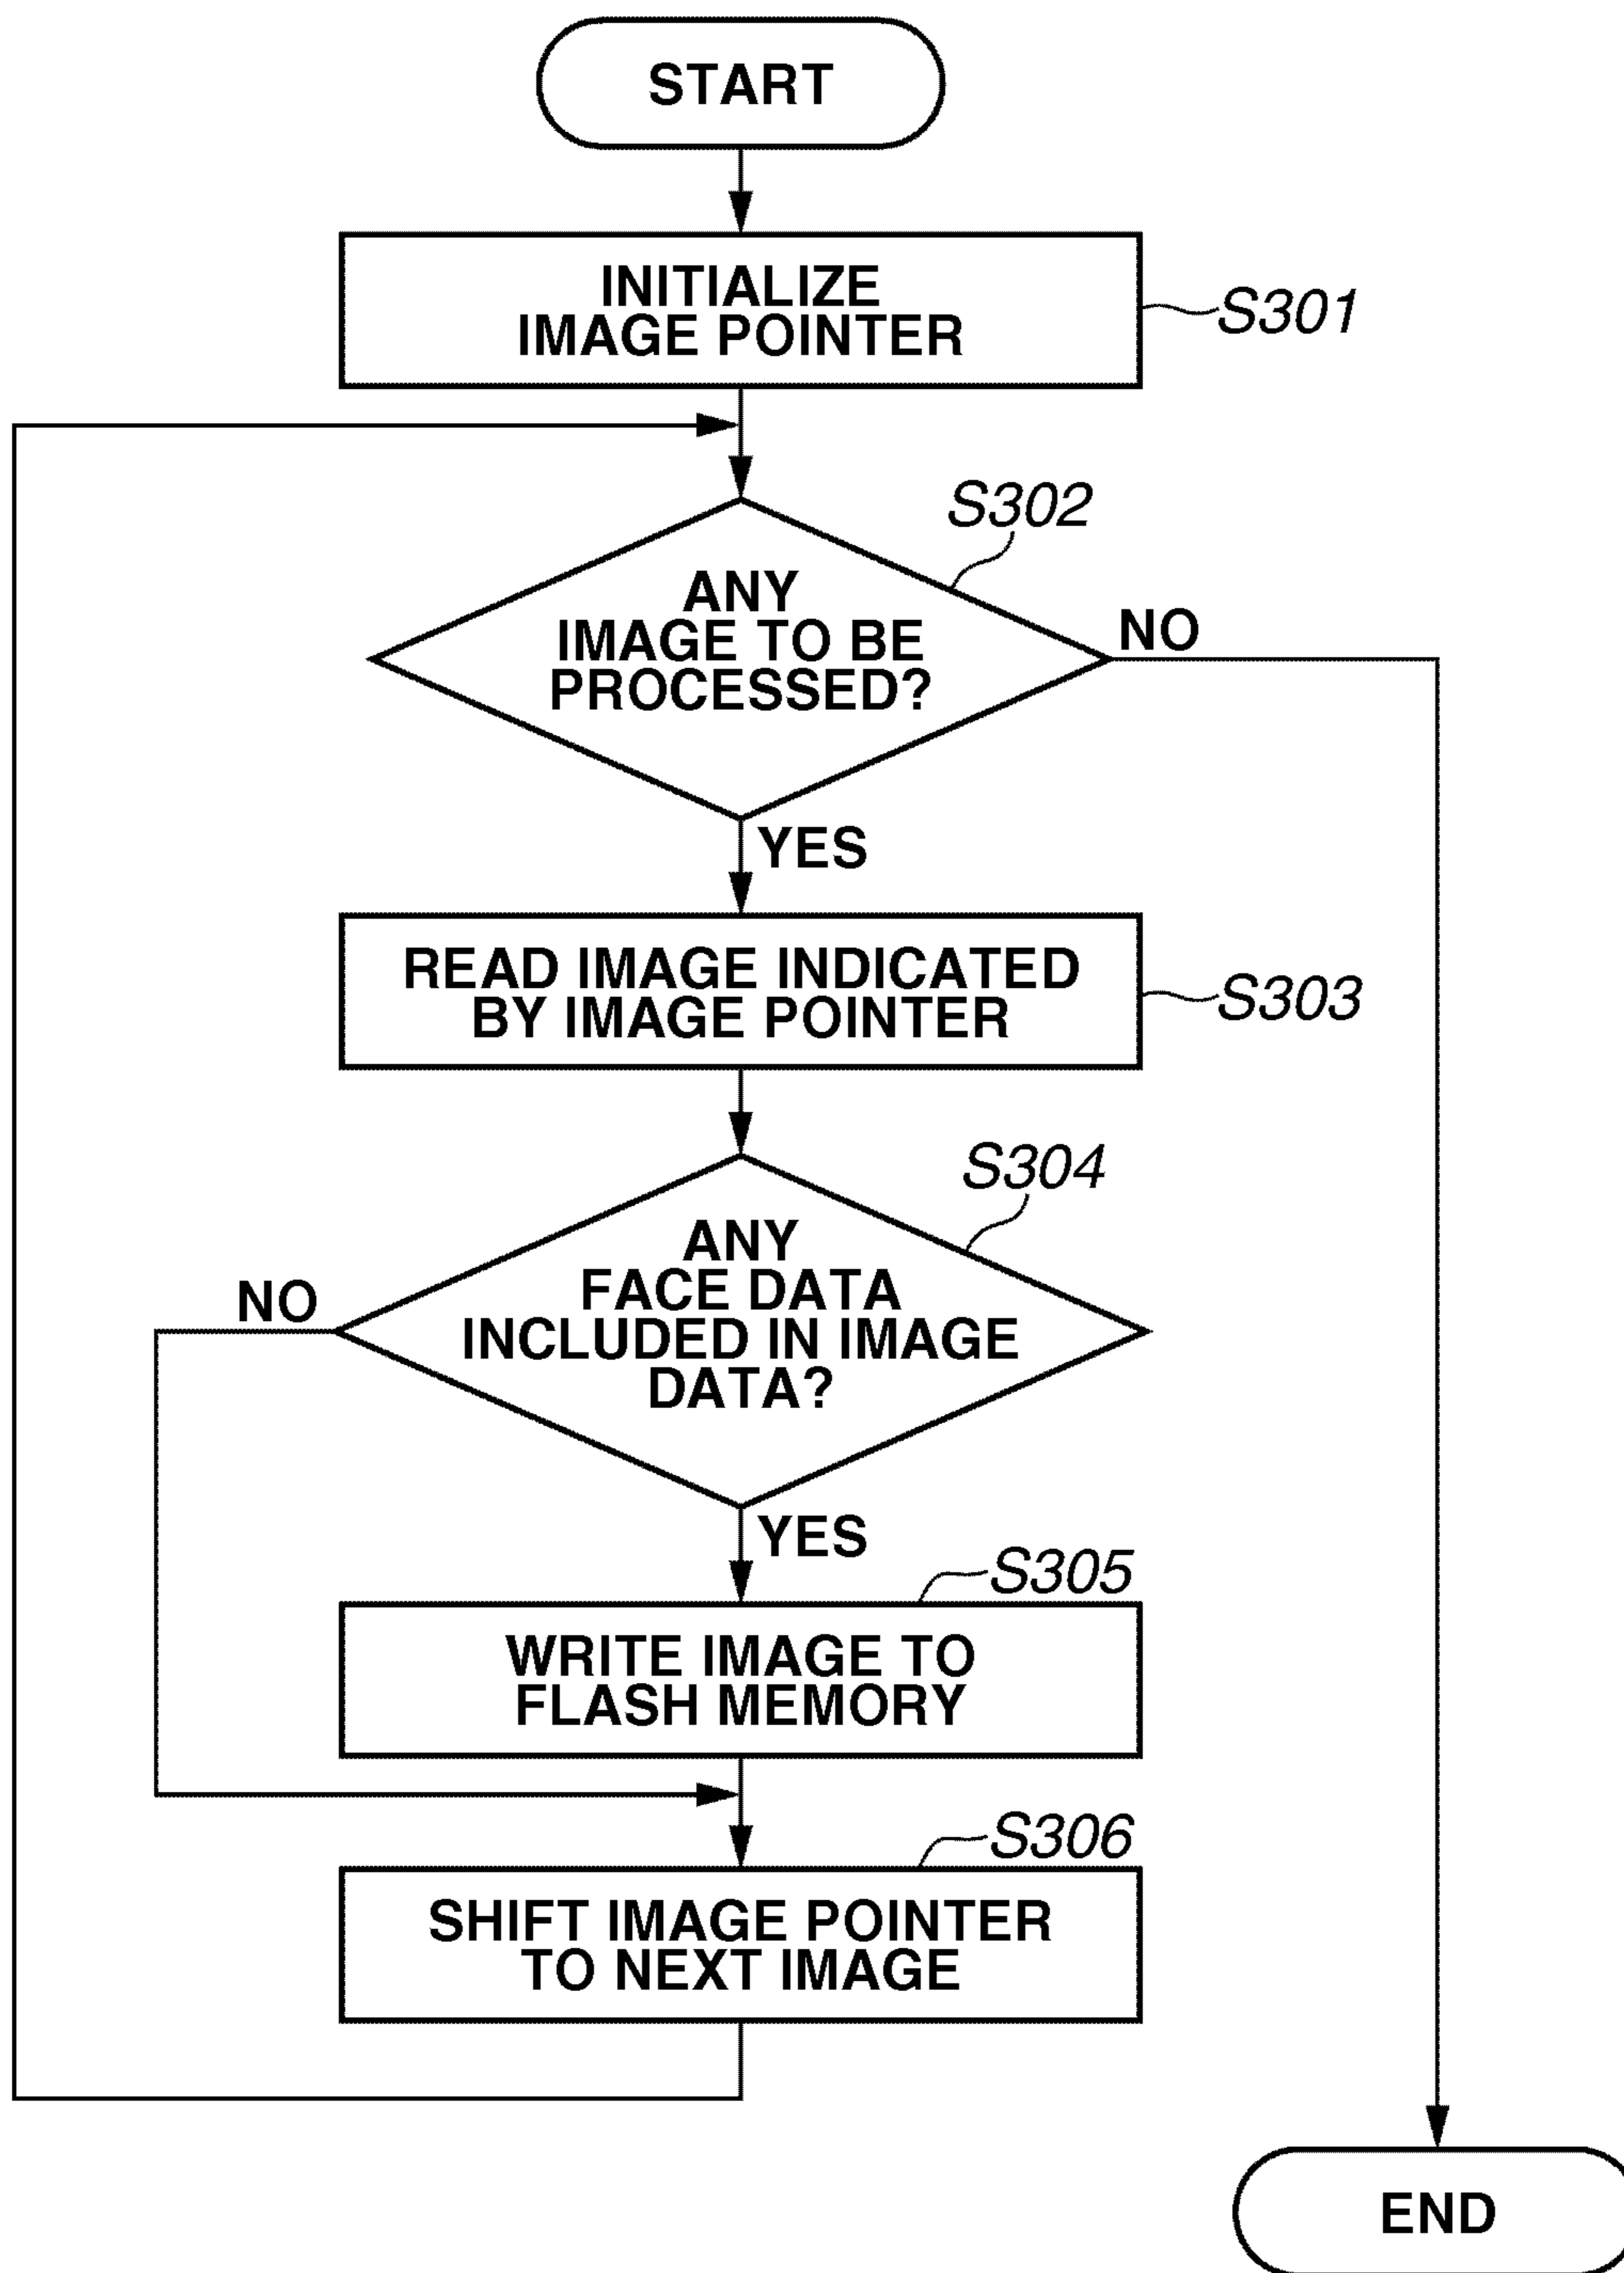 START
INITIALIZE
IMAGE POINTER
S301
S302
ANY
IMAGE TO BE
PROCESSED?
NO
YES
READ IMAGE INDICATED
BY IMAGE POINTER
S303
S304
ANY
FACE DATA
INCLUDED IN IMAGE
DATA?
NO
YES
S305
WRITE IMAGE TO
FLASH MEMORY
S306
SHIFT IMAGE POINTER
TO NEXT IMAGE
END